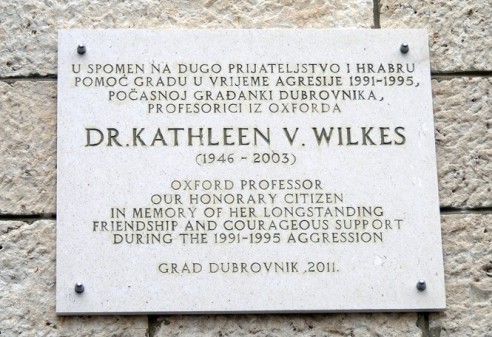 U SPOMEN NA DUGO PRIJATELJSTVO I HRABRU
POMOĆ GRADU U VRIJEME AGRESIJE 1991-1995,
POČASNOJ GRAĐANKI DUBROVNIKA,
PROFESORICI IZ OXFORDA
DR. KATHLEEN V. WILKES
(1946 - 2003)
OXFORD PROFESSOR
OUR HONORARY CITIZEN
IN MEMORY OF HER LONGSTANDING
FRIENDSHIP AND COURAGEOUS SUPPORT
DURING THE 1991-1995 AGGRESSION
GRAD DUBROVNIK ,2011.